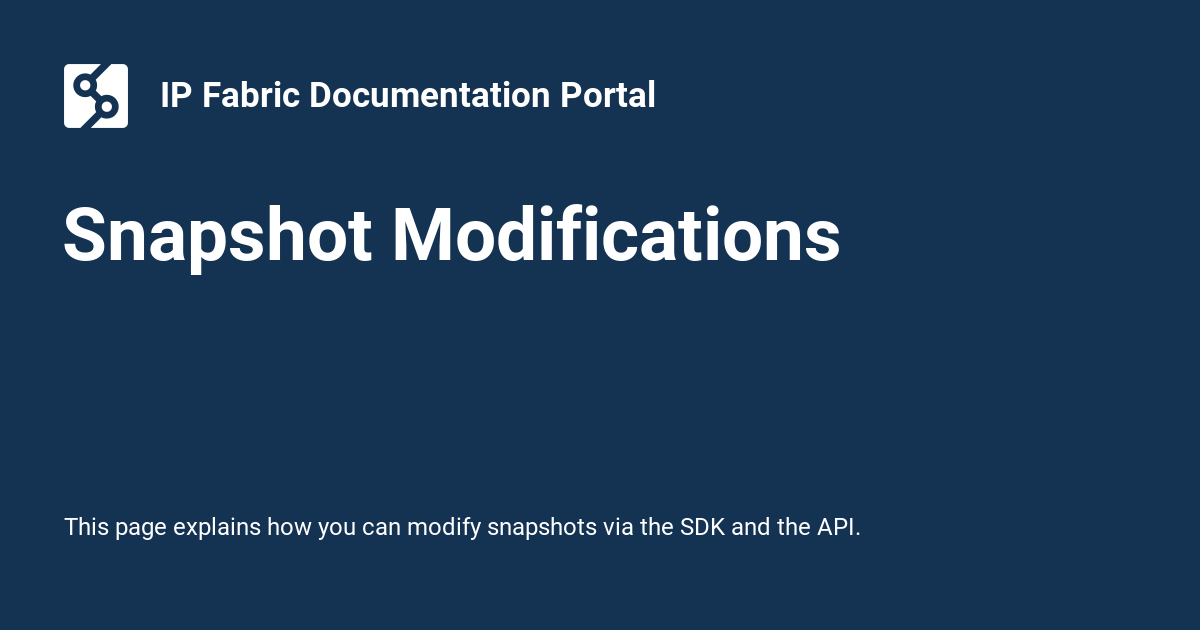 IP Fabric Documentation Portal
Snapshot Modifications
This page explains how you can modify snapshots via the SDK and the API.